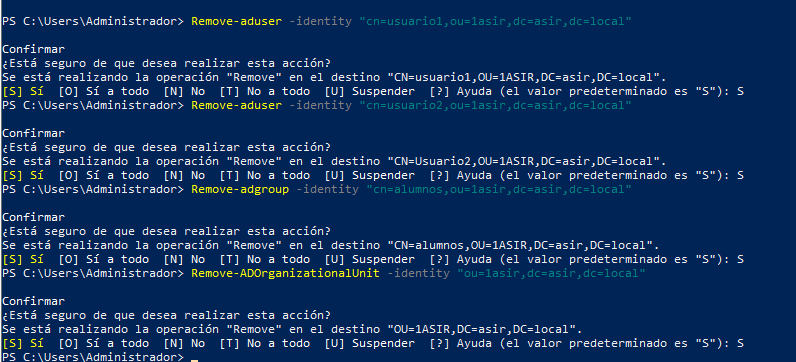 PS C:\Users\Administrador> Remove-aduser -identity "cn=usuario1,ou=1asir,dc=asir,dc=local"
Confirmar
¿Está seguro de que desea realizar esta acción?
Se está realizando la operación "Remove" en el destino "CN=usuario1,OU=1ASIR,DC=asir,DC=local".
[S] Sí  [O] Sí a todo  [N] No  [T] No a todo  [U] Suspender  [?] Ayuda (el valor predeterminado es "S"): S
PS C:\Users\Administrador> Remove-aduser -identity "cn=usuario2,ou=1asir,dc=asir,dc=local"
Confirmar
¿Está seguro de que desea realizar esta acción?
Se está realizando la operación "Remove" en el destino "CN=Usuario2,OU=1ASIR,DC=asir,DC=local".
[S] Sí  [O] Sí a todo  [N] No  [T] No a todo  [U] Suspender  [?] Ayuda (el valor predeterminado es "S"): S
PS C:\Users\Administrador> Remove-adgroup -identity "cn=alumnos,ou=1asir,dc=asir,dc=local"
Confirmar
¿Está seguro de que desea realizar esta acción?
Se está realizando la operación "Remove" en el destino "CN=alumnos,OU=1ASIR,DC=asir,DC=local".
[S] Sí  [O] Sí a todo  [N] No  [T] No a todo  [U] Suspender  [?] Ayuda (el valor predeterminado es "S"): S
PS C:\Users\Administrador> Remove-ADOrganizationalUnit -identity "ou=1asir,dc=asir,dc=local"
Confirmar
¿Está seguro de que desea realizar esta acción?
Se está realizando la operación "Remove" en el destino "OU=1ASIR,DC=asir,DC=local".
[S] Sí  [O] Sí a todo  [N] No  [T] No a todo  [U] Suspender  [?] Ayuda (el valor predeterminado es "S"): S
PS C:\Users\Administrador> _